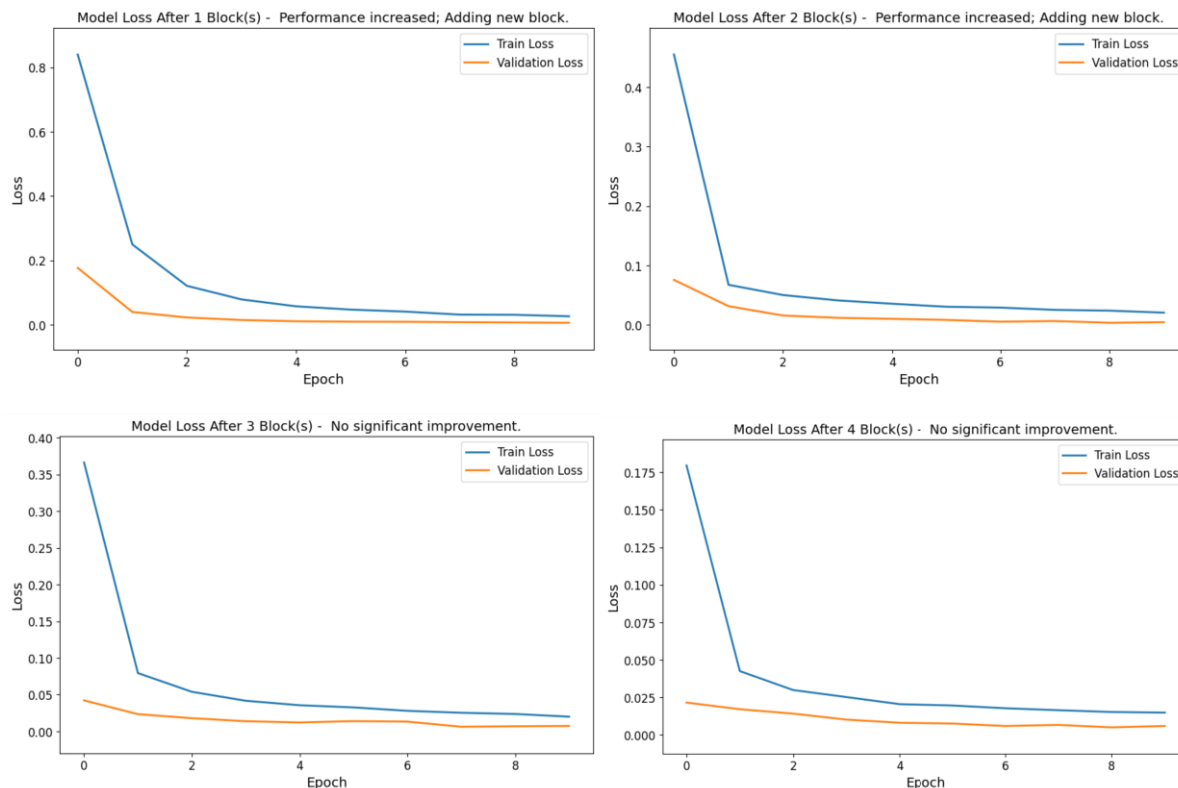 Model Loss After 1 Block(s) -  Performance increased; Adding new block.
Train Loss
Validation Loss
0.8
0.6
0.4
0.2
0.0
Loss
0 2 4 6 8
Epoch
Model Loss After 2 Block(s) -  Performance increased; Adding new block.
Train Loss
Validation Loss
0.4
0.3
0.2
0.1
0.0
Loss
0 2 4 6 8
Epoch
Model Loss After 3 Block(s) -  No significant improvement.
Train Loss
Validation Loss
0.40
0.35
0.30
0.25
0.20
0.15
0.10
0.05
0.00
Loss
0 2 4 6 8
Epoch
Model Loss After 4 Block(s) -  No significant improvement.
Train Loss
Validation Loss
0.175
0.150
0.125
0.100
0.075
0.050
0.025
0.000
Loss
0 2 4 6 8
Epoch